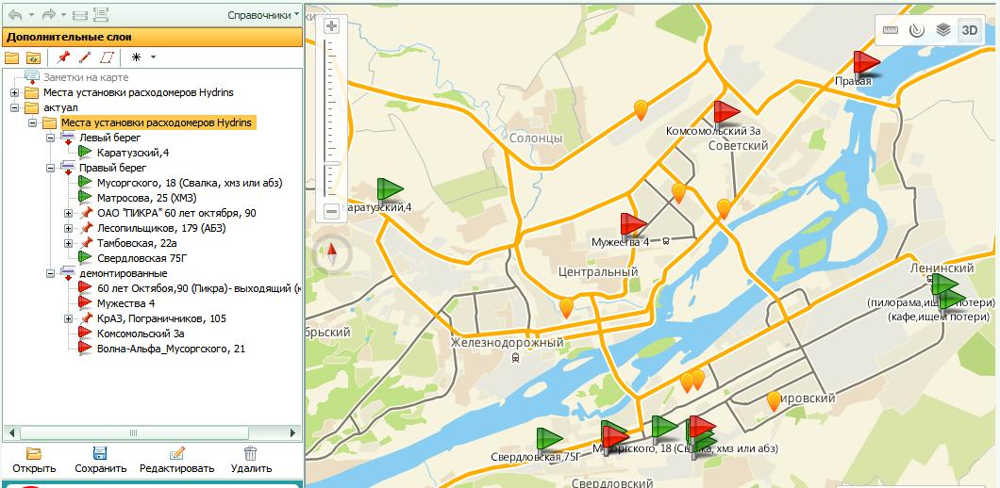 Справочники
Дополнительные слои
Заметки на карте
Места установки расходомеров Hydrins
актуал
Места установки расходомеров Hydrins
Левый берег
Каратузский,4
Правый берег
Мусоргского, 18 (Свалка, хмз или абз)
Матросова, 25 (ХМЗ)
ОАО "ПИКРА" 60 лет октября, 90
Лесопильщиков, 179 (АБЗ)
Тамбовская, 22а
Свердловская 75Г
демонтированные
60 лет Октября,90 (Пикра)- выходящий (к
Мужества 4
КрАЗ, Пограничников, 105
Комсомольский 3а
Волна-Альфа_Мусоргского, 21
Открыть
Сохранить
Редактировать
Удалить
3D
Правая
Комсомольский 3а
Советский
Солонцы
аратузский,4
Мужества 4
Центральный
Ленинский
(пилорама,ищ потери)
(кафе,ищем потери)
брьский
Железнодорожный
ировский
Свердловская 75Г
Мусоргского, 18 (Свалка, хмз или абз)
Свердловский